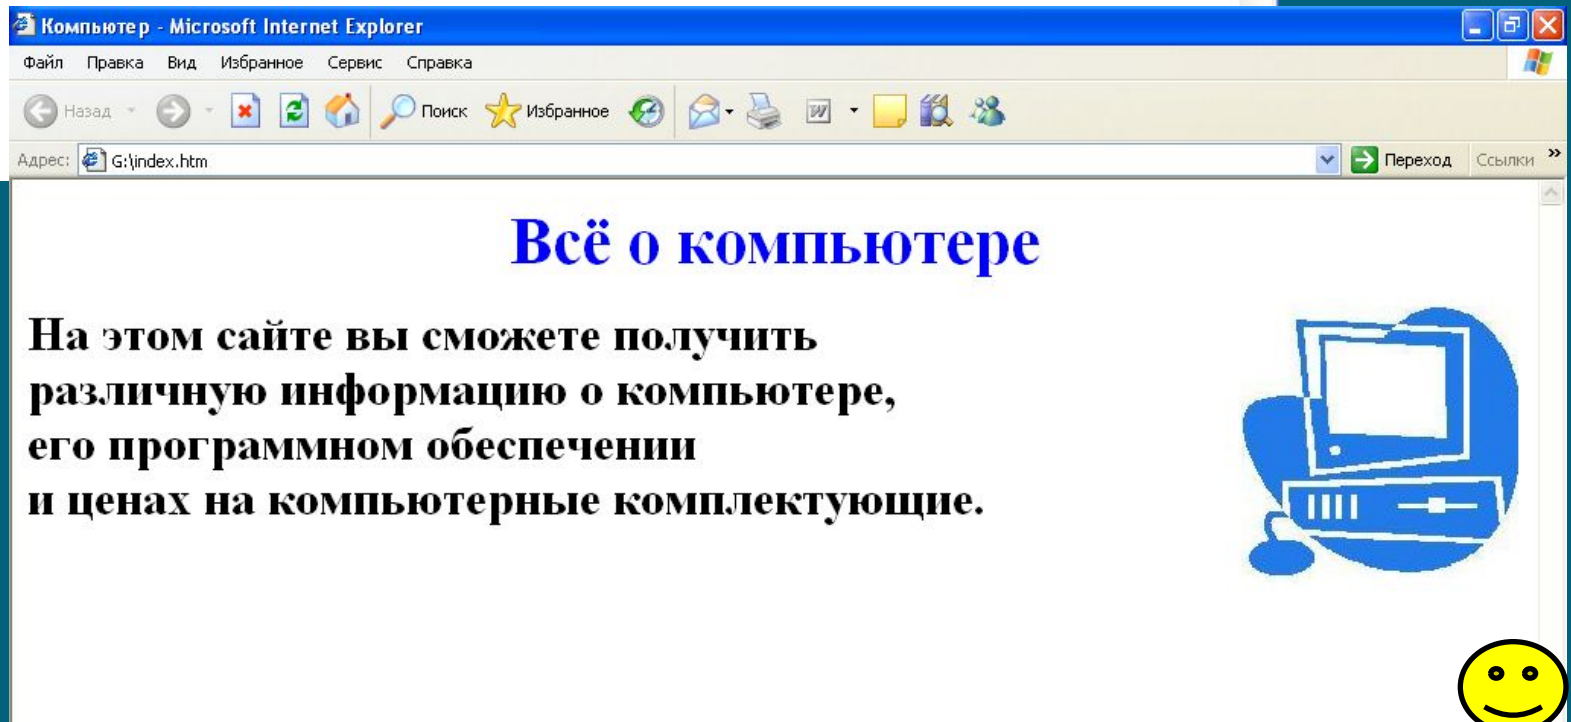 Компьютер - Microsoft Internet Explorer
Файл Правка Вид Избранное Сервис Справка
Назад Поиск Избранное W
Адрес: G:\index.htm Переход Ссылки »
Всё о компьютере
На этом сайте вы сможете получить
различную информацию о компьютере,
его программном обеспечении
и ценах на компьютерные комплектующие.